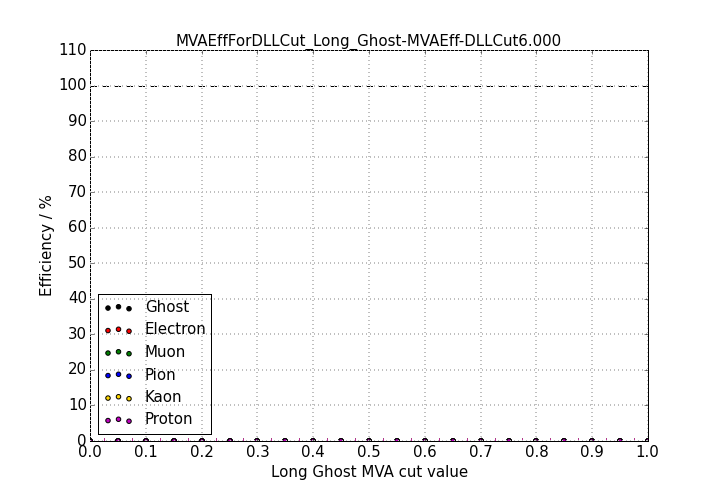 MVAEffForDLLCut_Long_Ghost-MVAEff-DLLCut6.000
110
100
90
80
70
60
50
40
30
20
10
0
Efficiency / %
Ghost
Electron
Muon
Pion
Kaon
Proton
0.0 0.1 0.2 0.3 0.4 0.5 0.6 0.7 0.8 0.9 1.0
Long Ghost MVA cut value